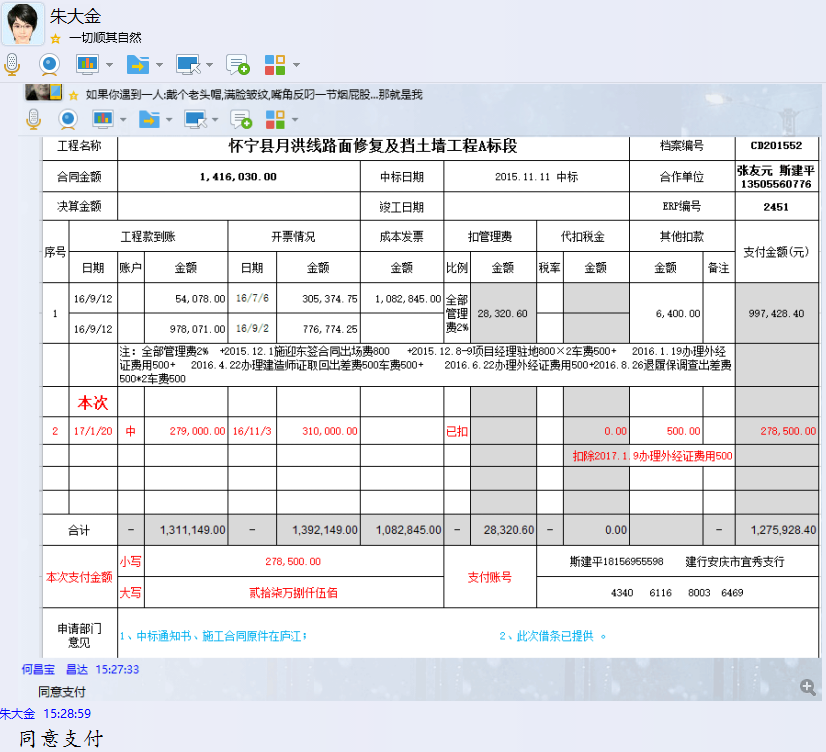 朱大金
一切顺其自然
如果你遇到一人:戴个老头帽,满脸皱纹,嘴角反叼一节烟屁股...那就是我
工程名称 怀宁县月洪线路面修复及挡土墙工程A标段 档案编号 CD201552
合同金额 1,416,030.00 中标日期 2015.11.11 中标 合作单位 张友元 斯建平 13505560776
决算金额 竣工日期 ERP编号 2451
序号 工程款到账 开票情况 成本发票 扣管理费 代扣税金 其他扣款 支付金额(元)
日期 账户 金额 日期 金额 金额 比例 金额 税率 金额 金额 备注
1 16/9/12 54,078.00 16/7/6 305,374.75 1,082,845.00 全部管理费2% 28,320.60 6,400.00 997,428.40
16/9/12 978,071.00 16/9/2 776,774.25
注: 全部管理费2% +2015.12.1施迎东签合同出场费800 +2015.12.8-9项目经理驻地800×2车费500+ 2016.1.19办理外经
证费用500+ 2016.4.22办理建造师证取回出差费500车费500+ 2016.6.22办理外经证费用500+2016.8.26退履保调查出差费
500*2车费500
本次
2 17/1/20 中 279,000.00 16/11/3 310,000.00 已扣 0.00 500.00 278,500.00
扣除2017.1.9办理外经证费用500
合计 – 1,311,149.00 – 1,392,149.00 1,082,845.00 – 28,320.60 – 0.00 – 1,275,928.40
本次支付金额 小写 278,500.00 支付账号 斯建平18156955598 建行安庆市宜秀支行
大写 贰拾柒万捌仟伍佰 4340 6116 8003 6469
申请部门意见 1、中标通知书、施工合同原件在庐江; 2、此次借条已提供 。
何昌宝 昌达 15:27:33
同意支付
朱大金 15:28:59
同意支付